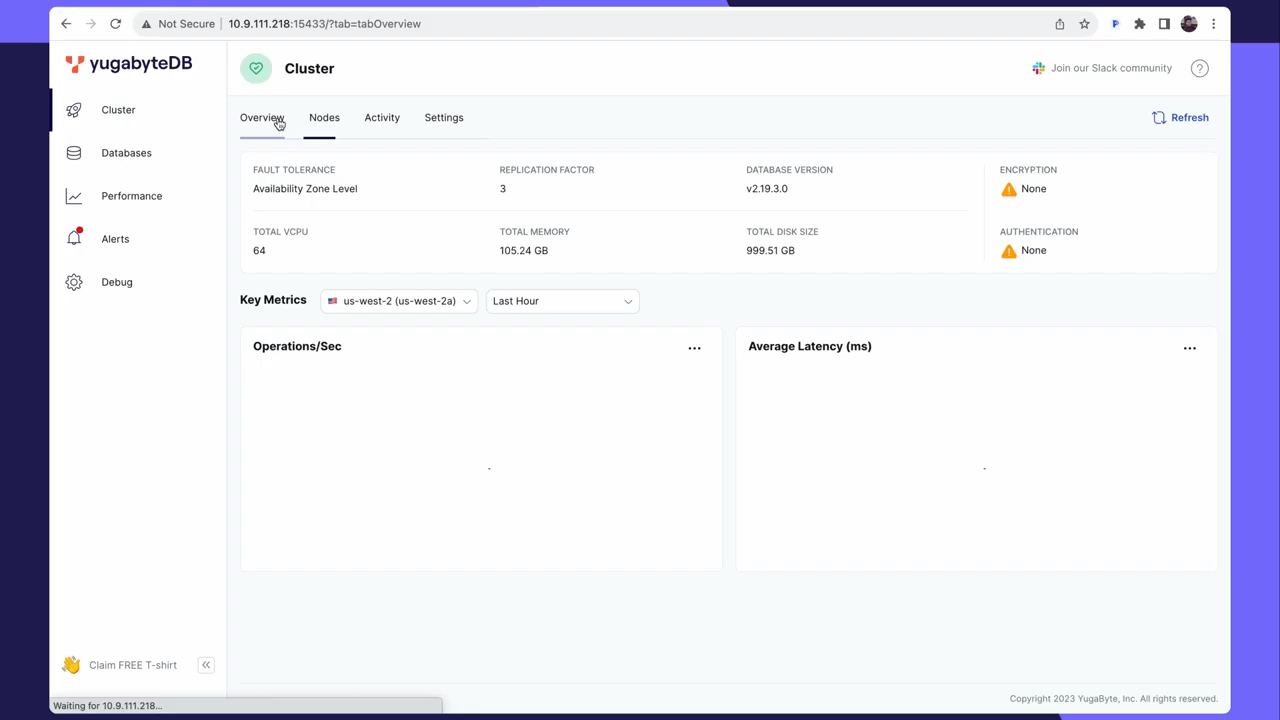 Not Secure
10.9.111.218:15433/?tab=tabOverview
P
yugabyteDB
Cluster
Databases
Performance
Alerts
Debug
Claim FREE T-shirt
Cluster
Join our Slack community
?
Overview
Nodes
Activity
Settings
Refresh
FAULT TOLERANCE
Availability Zone Level
REPLICATION FACTOR
3
DATABASE VERSION
v2.19.3.0
ENCRYPTION
None
TOTAL VCPU
64
TOTAL MEMORY
105.24 GB
TOTAL DISK SIZE
999.51 GB
AUTHENTICATION
None
Key Metrics
us-west-2 (us-west-2a)
Last Hour
Operations/Sec
Average Latency (ms)
Copyright 2023 YugaByte, Inc. All rights reserved.
Waiting for 10.9.111.218...